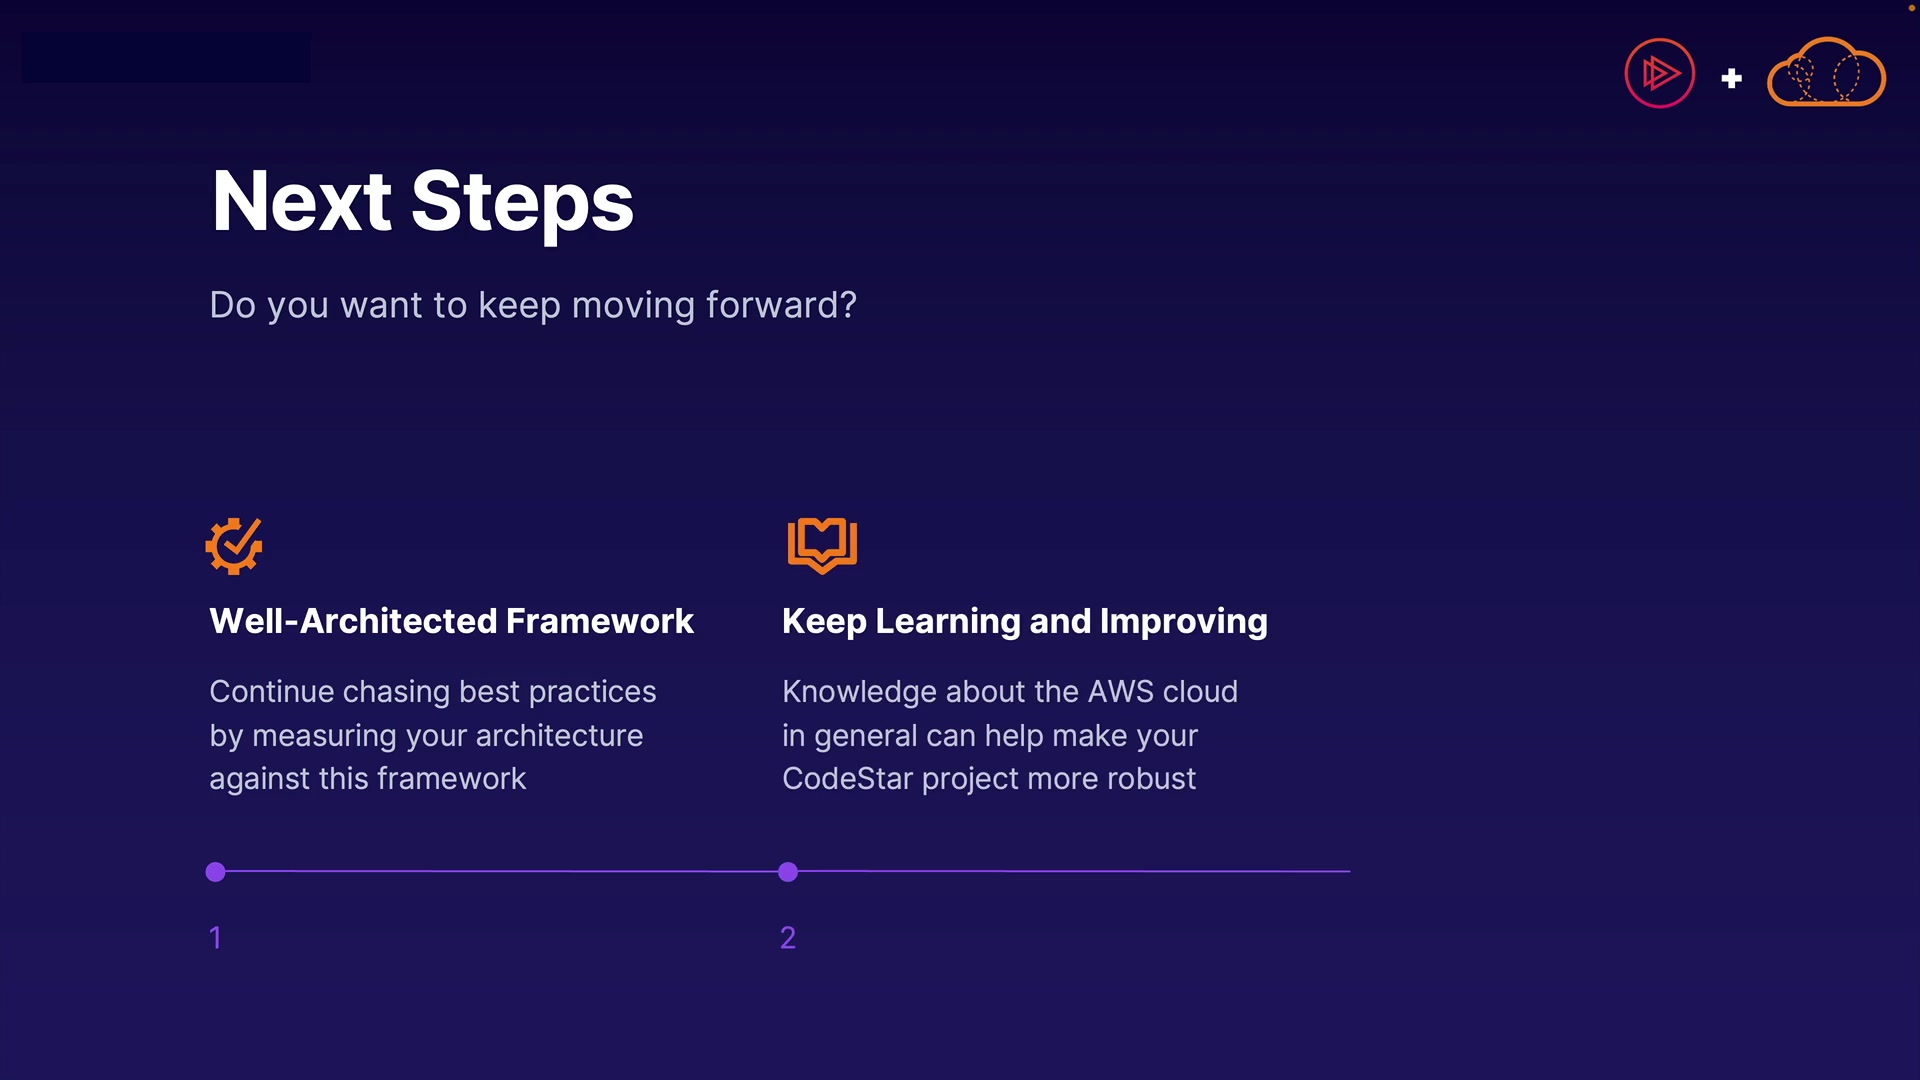 Next Steps
Do you want to keep moving forward?
Well-Architected Framework
Continue chasing best practices
by measuring your architecture
against this framework
Keep Learning and Improving
Knowledge about the AWS cloud
in general can help make your
CodeStar project more robust
1
2